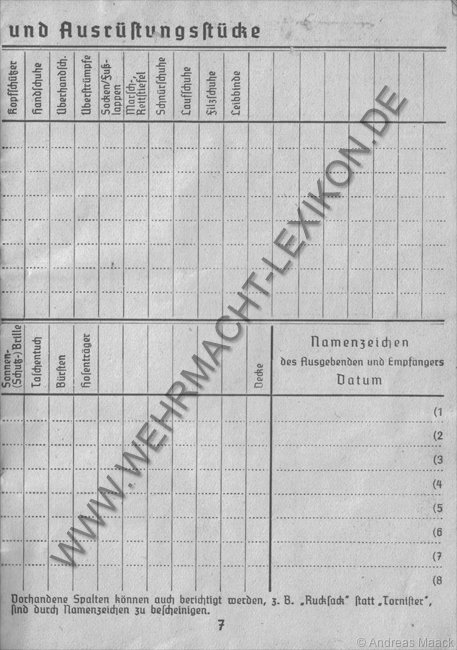 und Ausrüstungsstücke
Kopfschützer
Handschuhe
Überhandsch.
Überstrümpfe
Socken/Fuß-
lappen
Marsch-,
Reitstiefel
Schnürschuhe
Laufschuhe
Filzschuhe
Leibbinde
Sonnen-
(Schutz-) Brille
Taschentuch
Bürsten
Hosenträger
Decke
Namenzeichen
des Ausgebenden und Empfängers
Datum
(1
(2
(3
(4
(5
(6
(7
(8
Vorhandene Spalten können auch berichtigt werden, z. B. „Rucksack“ statt „Tornister“,
sind durch Namenzeichen zu bescheinigen.
7
WWW.WEHRMACHT-LEXIKON.DE
© Andreas Maack